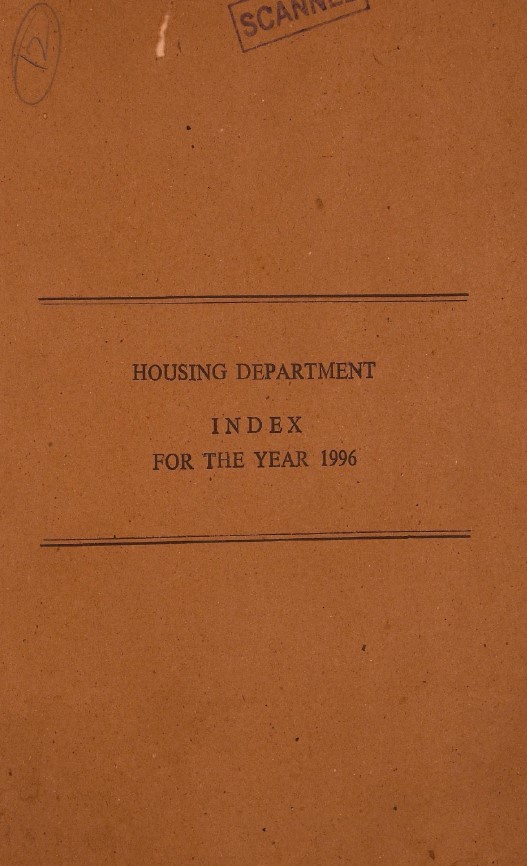 SCANNED
HOUSING DEPARTMENT
INDEX
FOR THE YEAR 1996